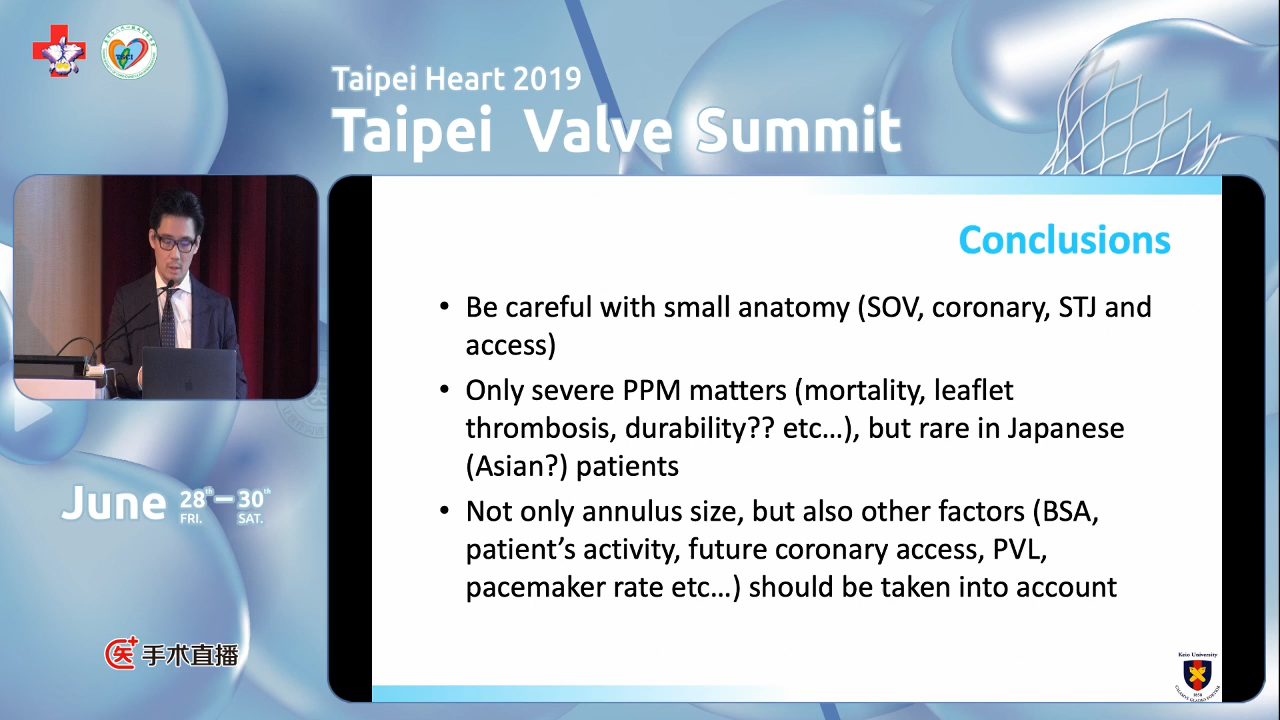 Taipei Heart 2019
Taipei Valve Summit
Conclusions
• Be careful with small anatomy (SOV, coronary, STJ and
access)
• Only severe PPM matters (mortality, leaflet
thrombosis, durability?? etc…), but rare in Japanese
(Asian?) patients
• Not only annulus size, but also other factors (BSA,
patient’s activity, future coronary access, PVL,
pacemaker rate etc…) should be taken into account
June 28th – 30th
FRI. SAT.
医 手术直播
Keio University